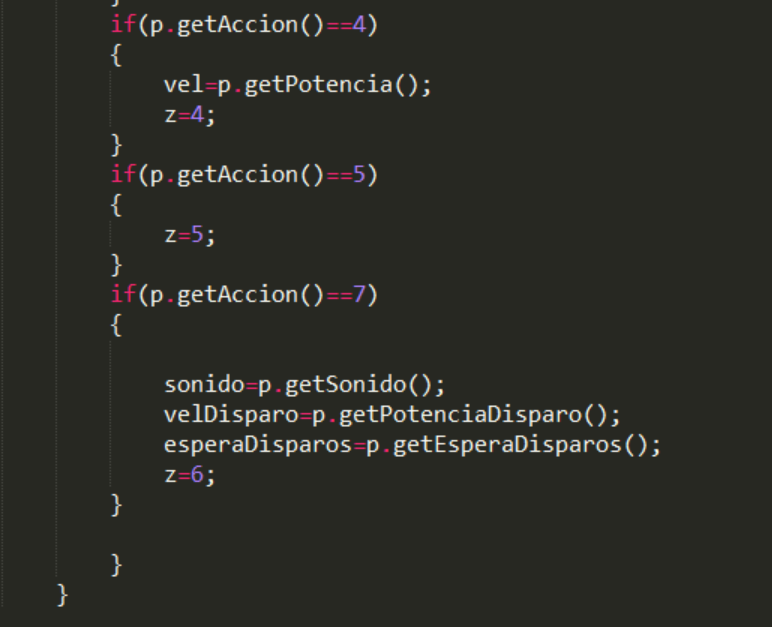 }
if(p.getAccion()==4)
{
vel=p.getPotencia();
z=4;
}
if(p.getAccion()==5)
{
z=5;
}
if(p.getAccion()==7)
{
sonido=p.getSonido();
velDisparo=p.getPotenciaDisparo();
esperaDisparos=p.getEsperaDisparos();
z=6;
}
}
}